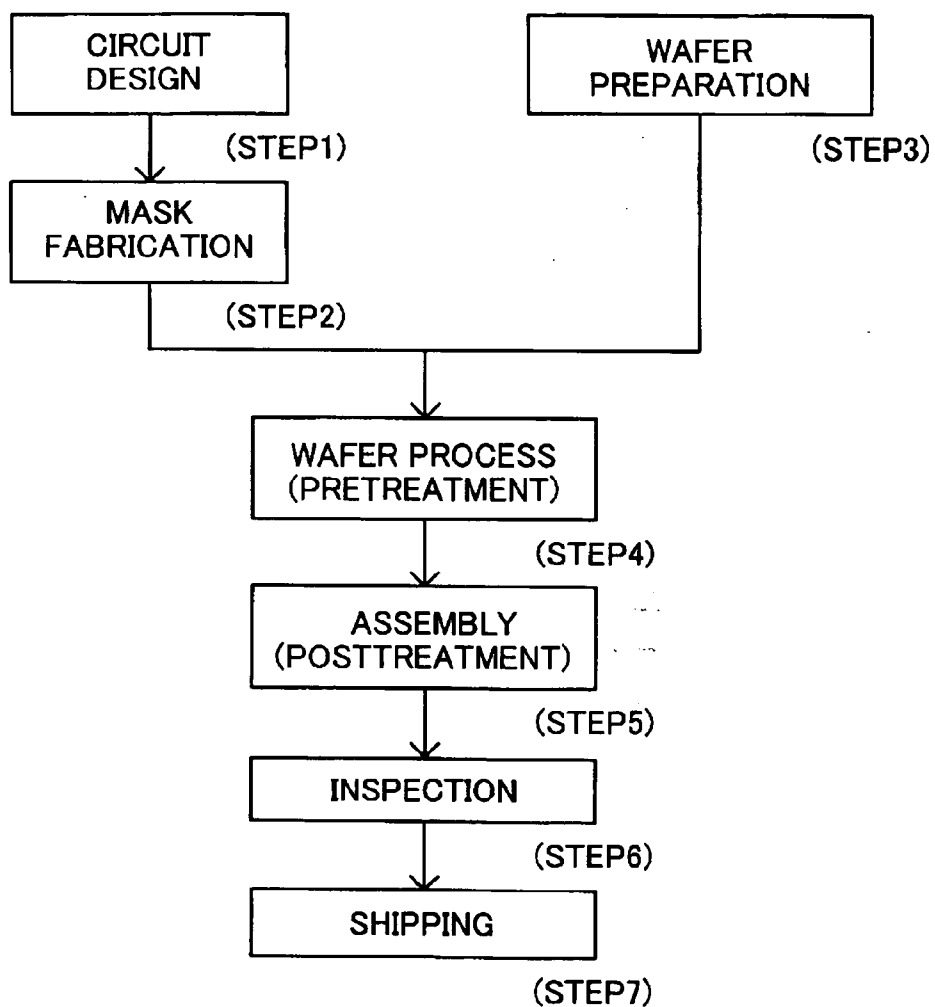 CIRCUIT
DESIGN
(STEP1)
WAFER
PREPARATION
(STEP3)
MASK
FABRICATION
(STEP2)
WAFER PROCESS
(PRETREATMENT)
(STEP4)
ASSEMBLY
(POSTTREATMENT)
(STEP5)
INSPECTION
(STEP6)
SHIPPING
(STEP7)